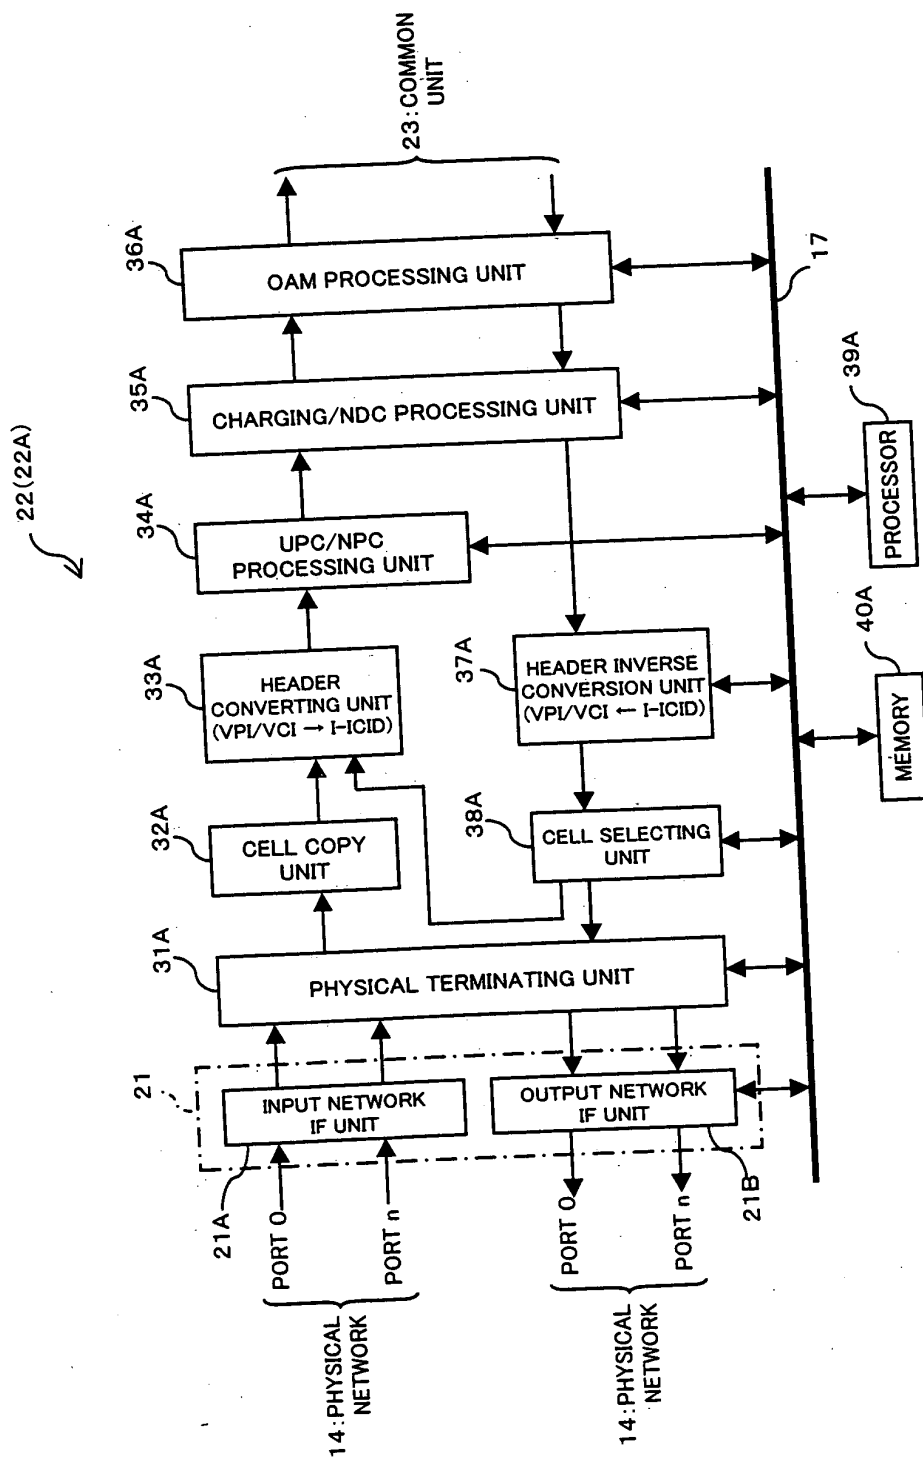 22(22A)
36A
OAM PROCESSING UNIT
23:COMMON
UNIT
35A
CHARGING/NDC PROCESSING UNIT
34A
UPC/NPC
PROCESSING UNIT
33A
HEADER
CONVERTING UNIT
(VPI/VCI → I-ICID)
37A
HEADER INVERSE
CONVERSION UNIT
(VPI/VCI ← I-ICID)
32A
CELL COPY
UNIT
38A
CELL SELECTING
UNIT
31A
PHYSICAL TERMINATING UNIT
21
INPUT NETWORK
IF UNIT
OUTPUT NETWORK
IF UNIT
21A
21B
PORT 0
PORT n
PORT 0
PORT n
14:PHYSICAL
NETWORK
14:PHYSICAL
NETWORK
17
39A
PROCESSOR
40A
MEMORY